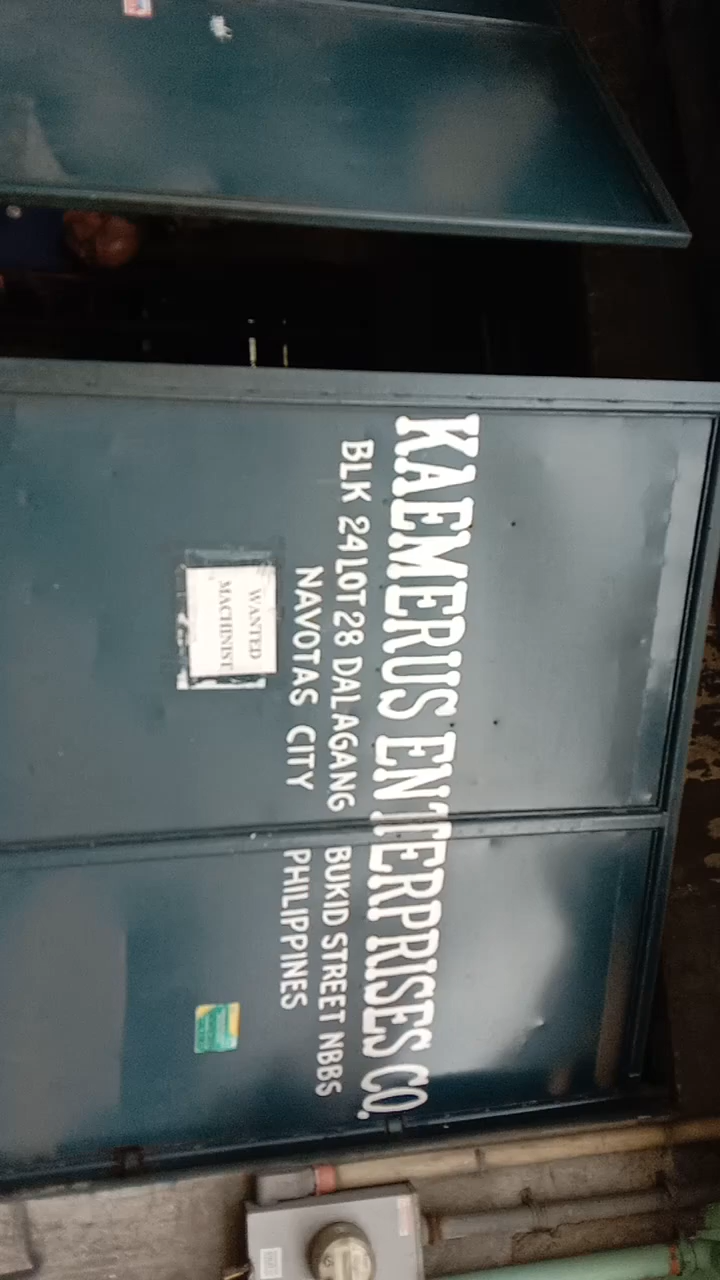 KAEMERUS ENTERPRISES CO.
BLK 24 LOT 28 DALAGANG BUKID STREET NBBS
NAVOTAS CITY PHILIPPINES
WANTED
MACHINIST